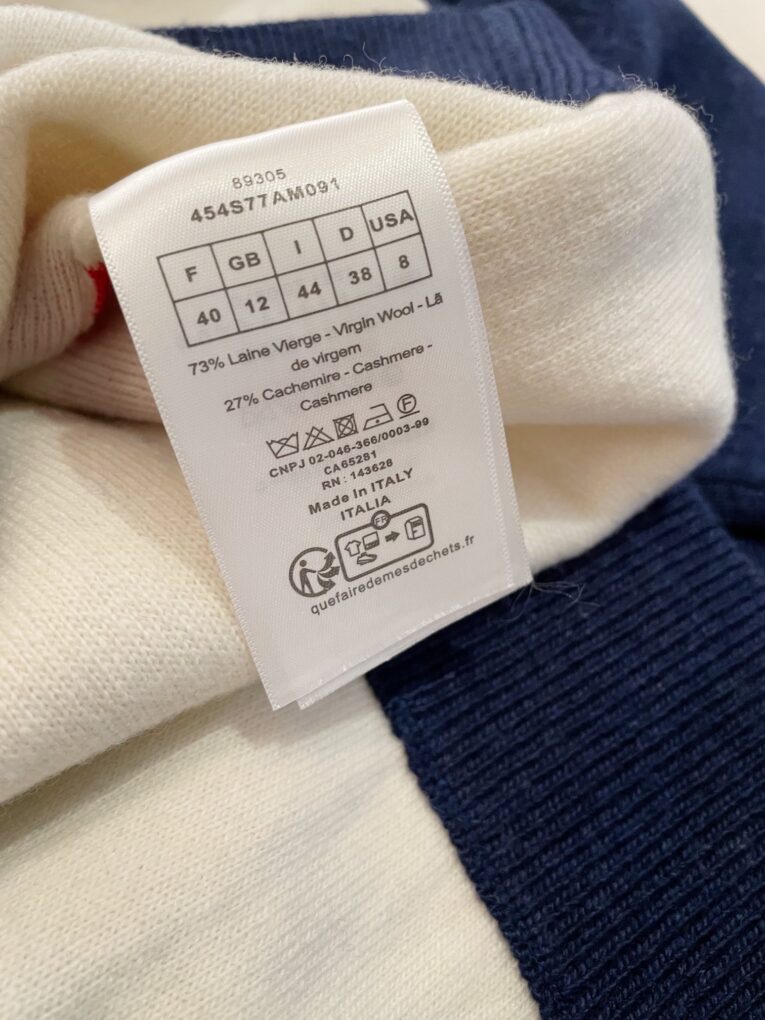 89305
454S77AM091
F GB I D USA
40 12 44 38 8
73% Laine Vierge - Virgin Wool - Lã
de virgem
27% Cachemire - Cashmere -
Cashmere
F
CNPJ 02-046-366/0003-99
CA65281
RN : 143628
Made In ITALY
ITALIA
FR
quefairedemesdechets.fr